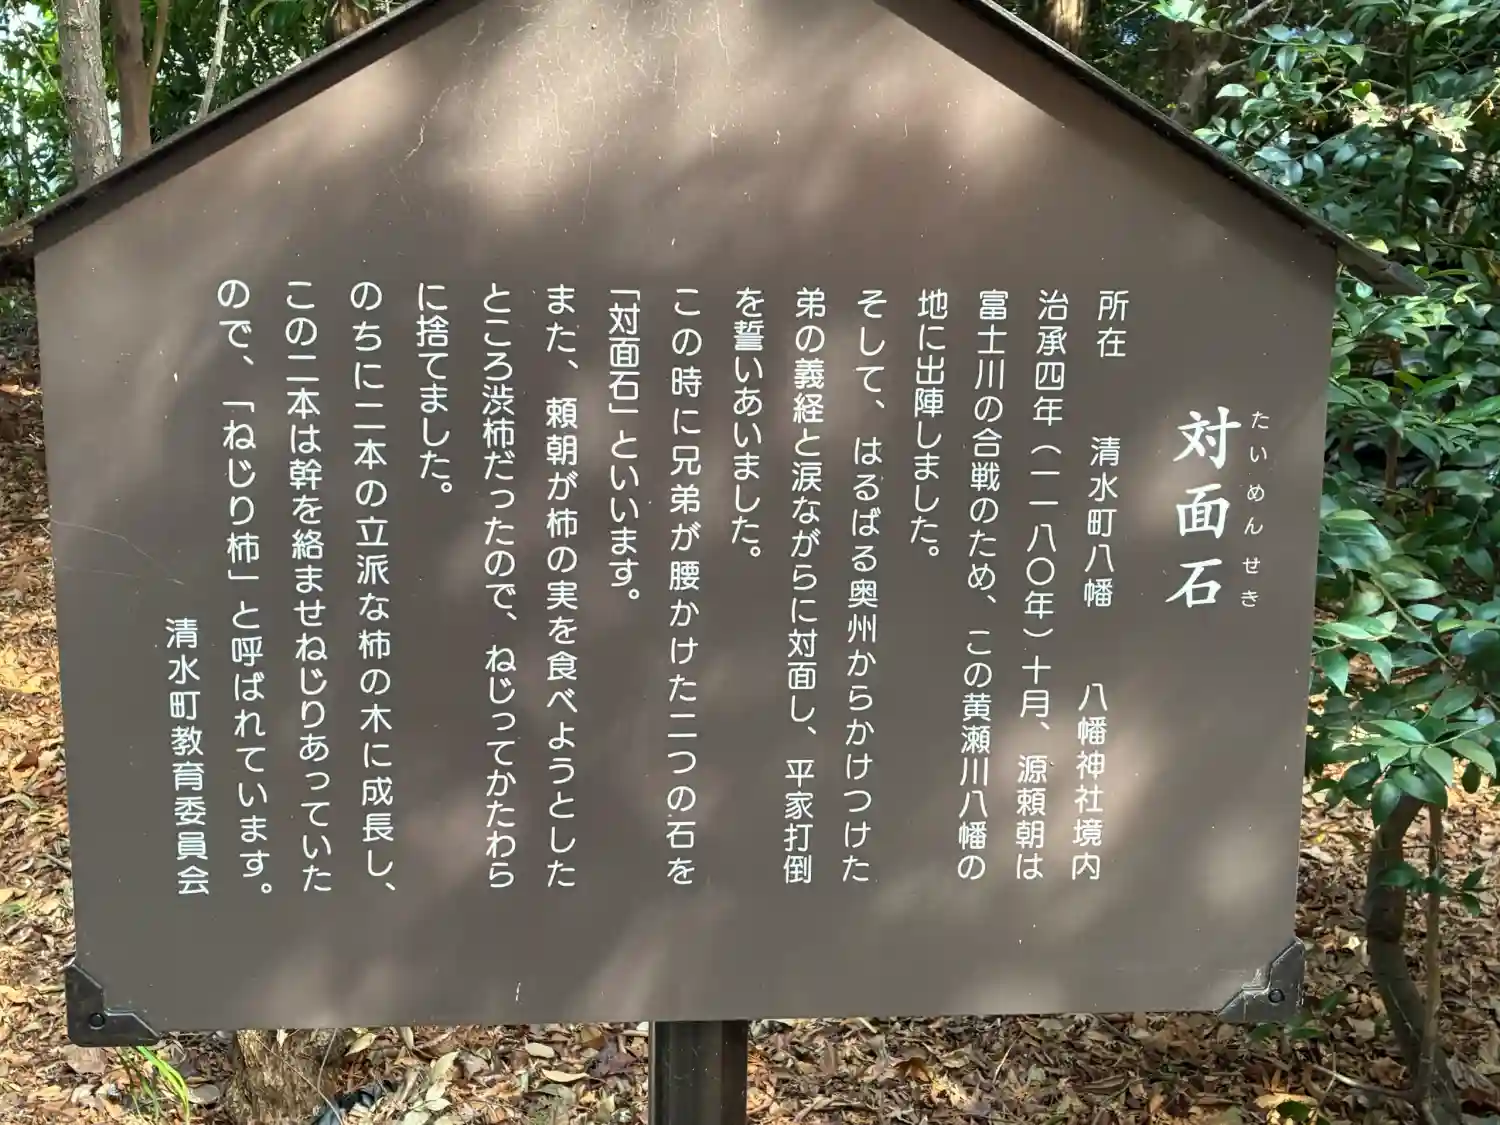 対面石
たいめんせき
所在　清水町八幡　八幡神社境内
治承四年（一一八〇年）十月、源頼朝は
富士川の合戦のため、この黄瀬川八幡の
地に出陣しました。
そして、はるばる奥州からかけつけた
弟の義経と涙ながらに対面し、平家打倒
を誓いあいました。
この時に兄弟が腰かけた二つの石を
「対面石」といいます。
また、頼朝が柿の実を食べようとした
ところ渋柿だったので、ねじってかたわら
に捨てました。
のちに二本の立派な柿の木に成長し、
この二本は幹を絡ませねじりあっていた
ので、「ねじり柿」と呼ばれています。
清水町教育委員会